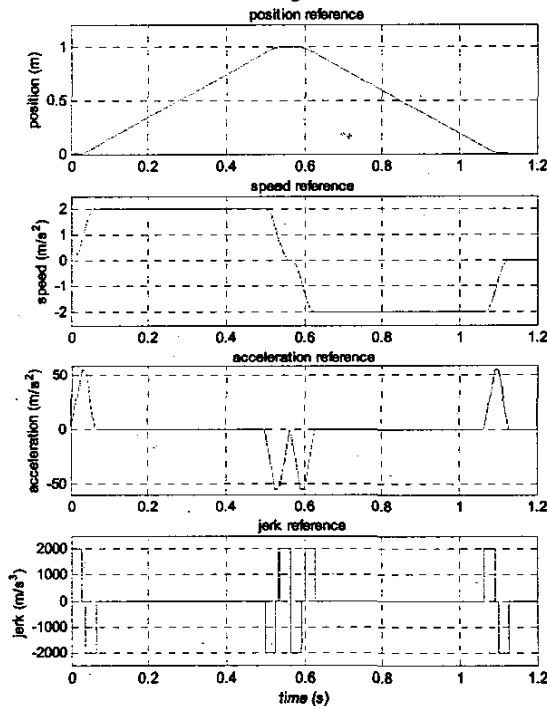 position reference
position (m)
1
0.5
0
0 0.2 0.4 0.6 0.8 1 1.2
speed reference
speed (m/s²)
2
1
0
-1
-2
0 0.2 0.4 0.6 0.8 1 1.2
acceleration reference
acceleration (m/s²)
50
0
-50
0 0.2 0.4 0.6 0.8 1 1.2
jerk reference
jerk (m/s³)
2000
1000
0
-1000
-2000
0 0.2 0.4 0.6 0.8 1 1.2
time (s)